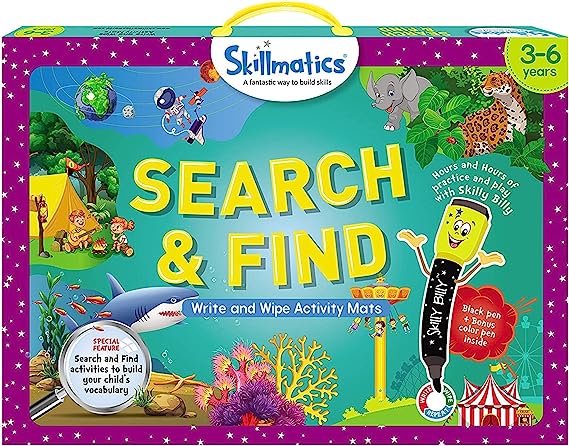 Skillmatics
A fantastic way to build skills
3-6
years
SEARCH
& FIND
Write and Wipe Activity Mats
Hours and Hours of
practice and play
with Skilly Billy
SKILLY BILLY
Black pen
+ Bonus
color pen
inside
SPECIAL
FEATURE
Search and Find
activities to build
your child's
vocabulary
REPEAT